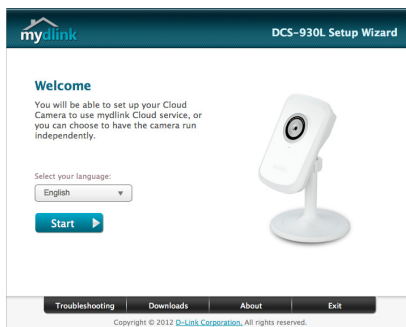 mydlink
DCS-930L Setup Wizard
Welcome
You will be able to set up your Cloud
Camera to use mydlink Cloud service, or
you can choose to have the camera run
independently.
Select your language:
English
Start
Troubleshooting Downloads About Exit
Copyright © 2012 D-Link Corporation, All rights reserved.